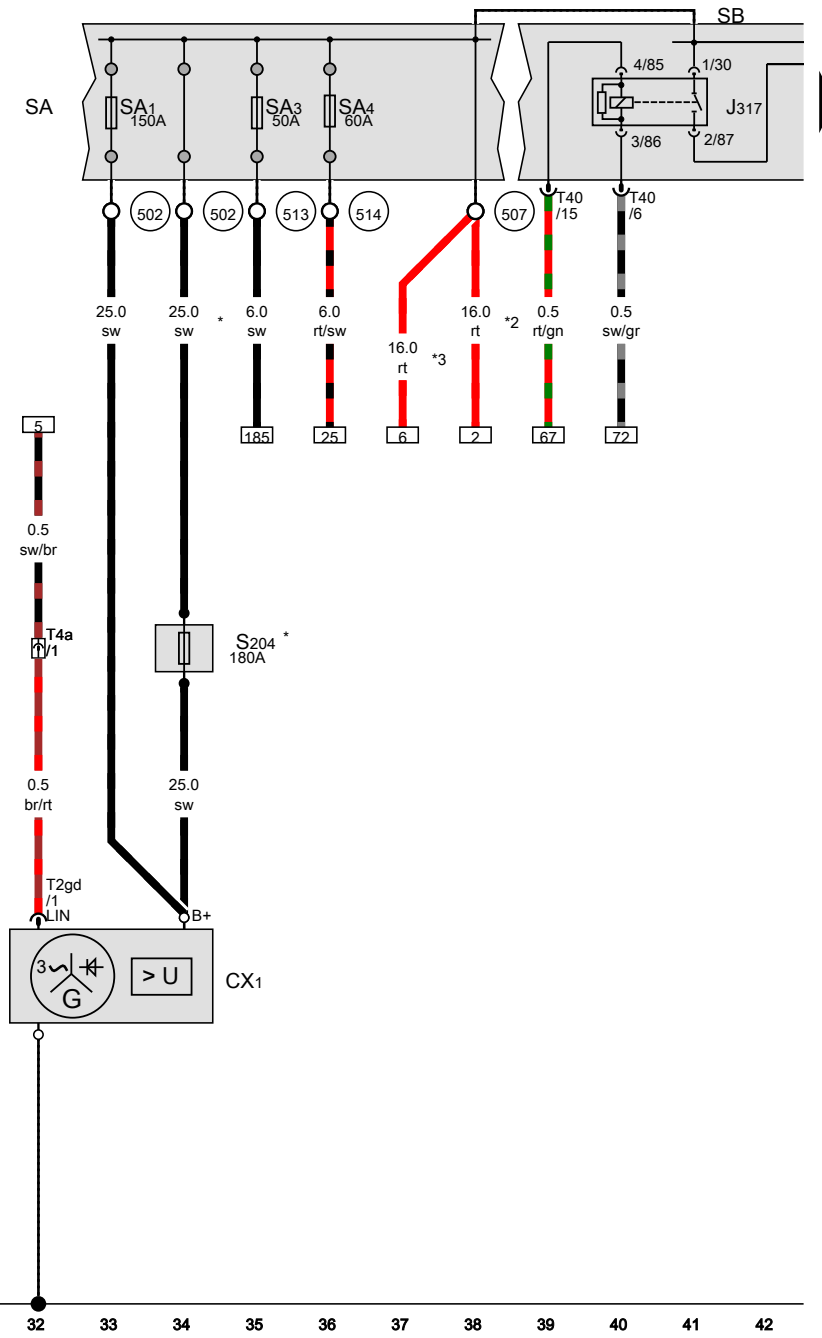 SB
SA
SA1
150A
SA3
50A
SA4
60A
4/85
1/30
J317
3/86
2/87
502
502
513
514
507
T40
/15
T40
/6
25.0
sw
25.0
sw
*
6.0
sw
6.0
rt/sw
16.0
rt
*3
16.0
rt
*2
0.5
rt/gn
0.5
sw/gr
5
185
25
6
2
67
72
0.5
sw/br
T4a
/1
S204 *
180A
0.5
br/rt
25.0
sw
T2gd
/1
LIN
B+
3
G
> U
CX1
32 33 34 35 36 37 38 39 40 41 42